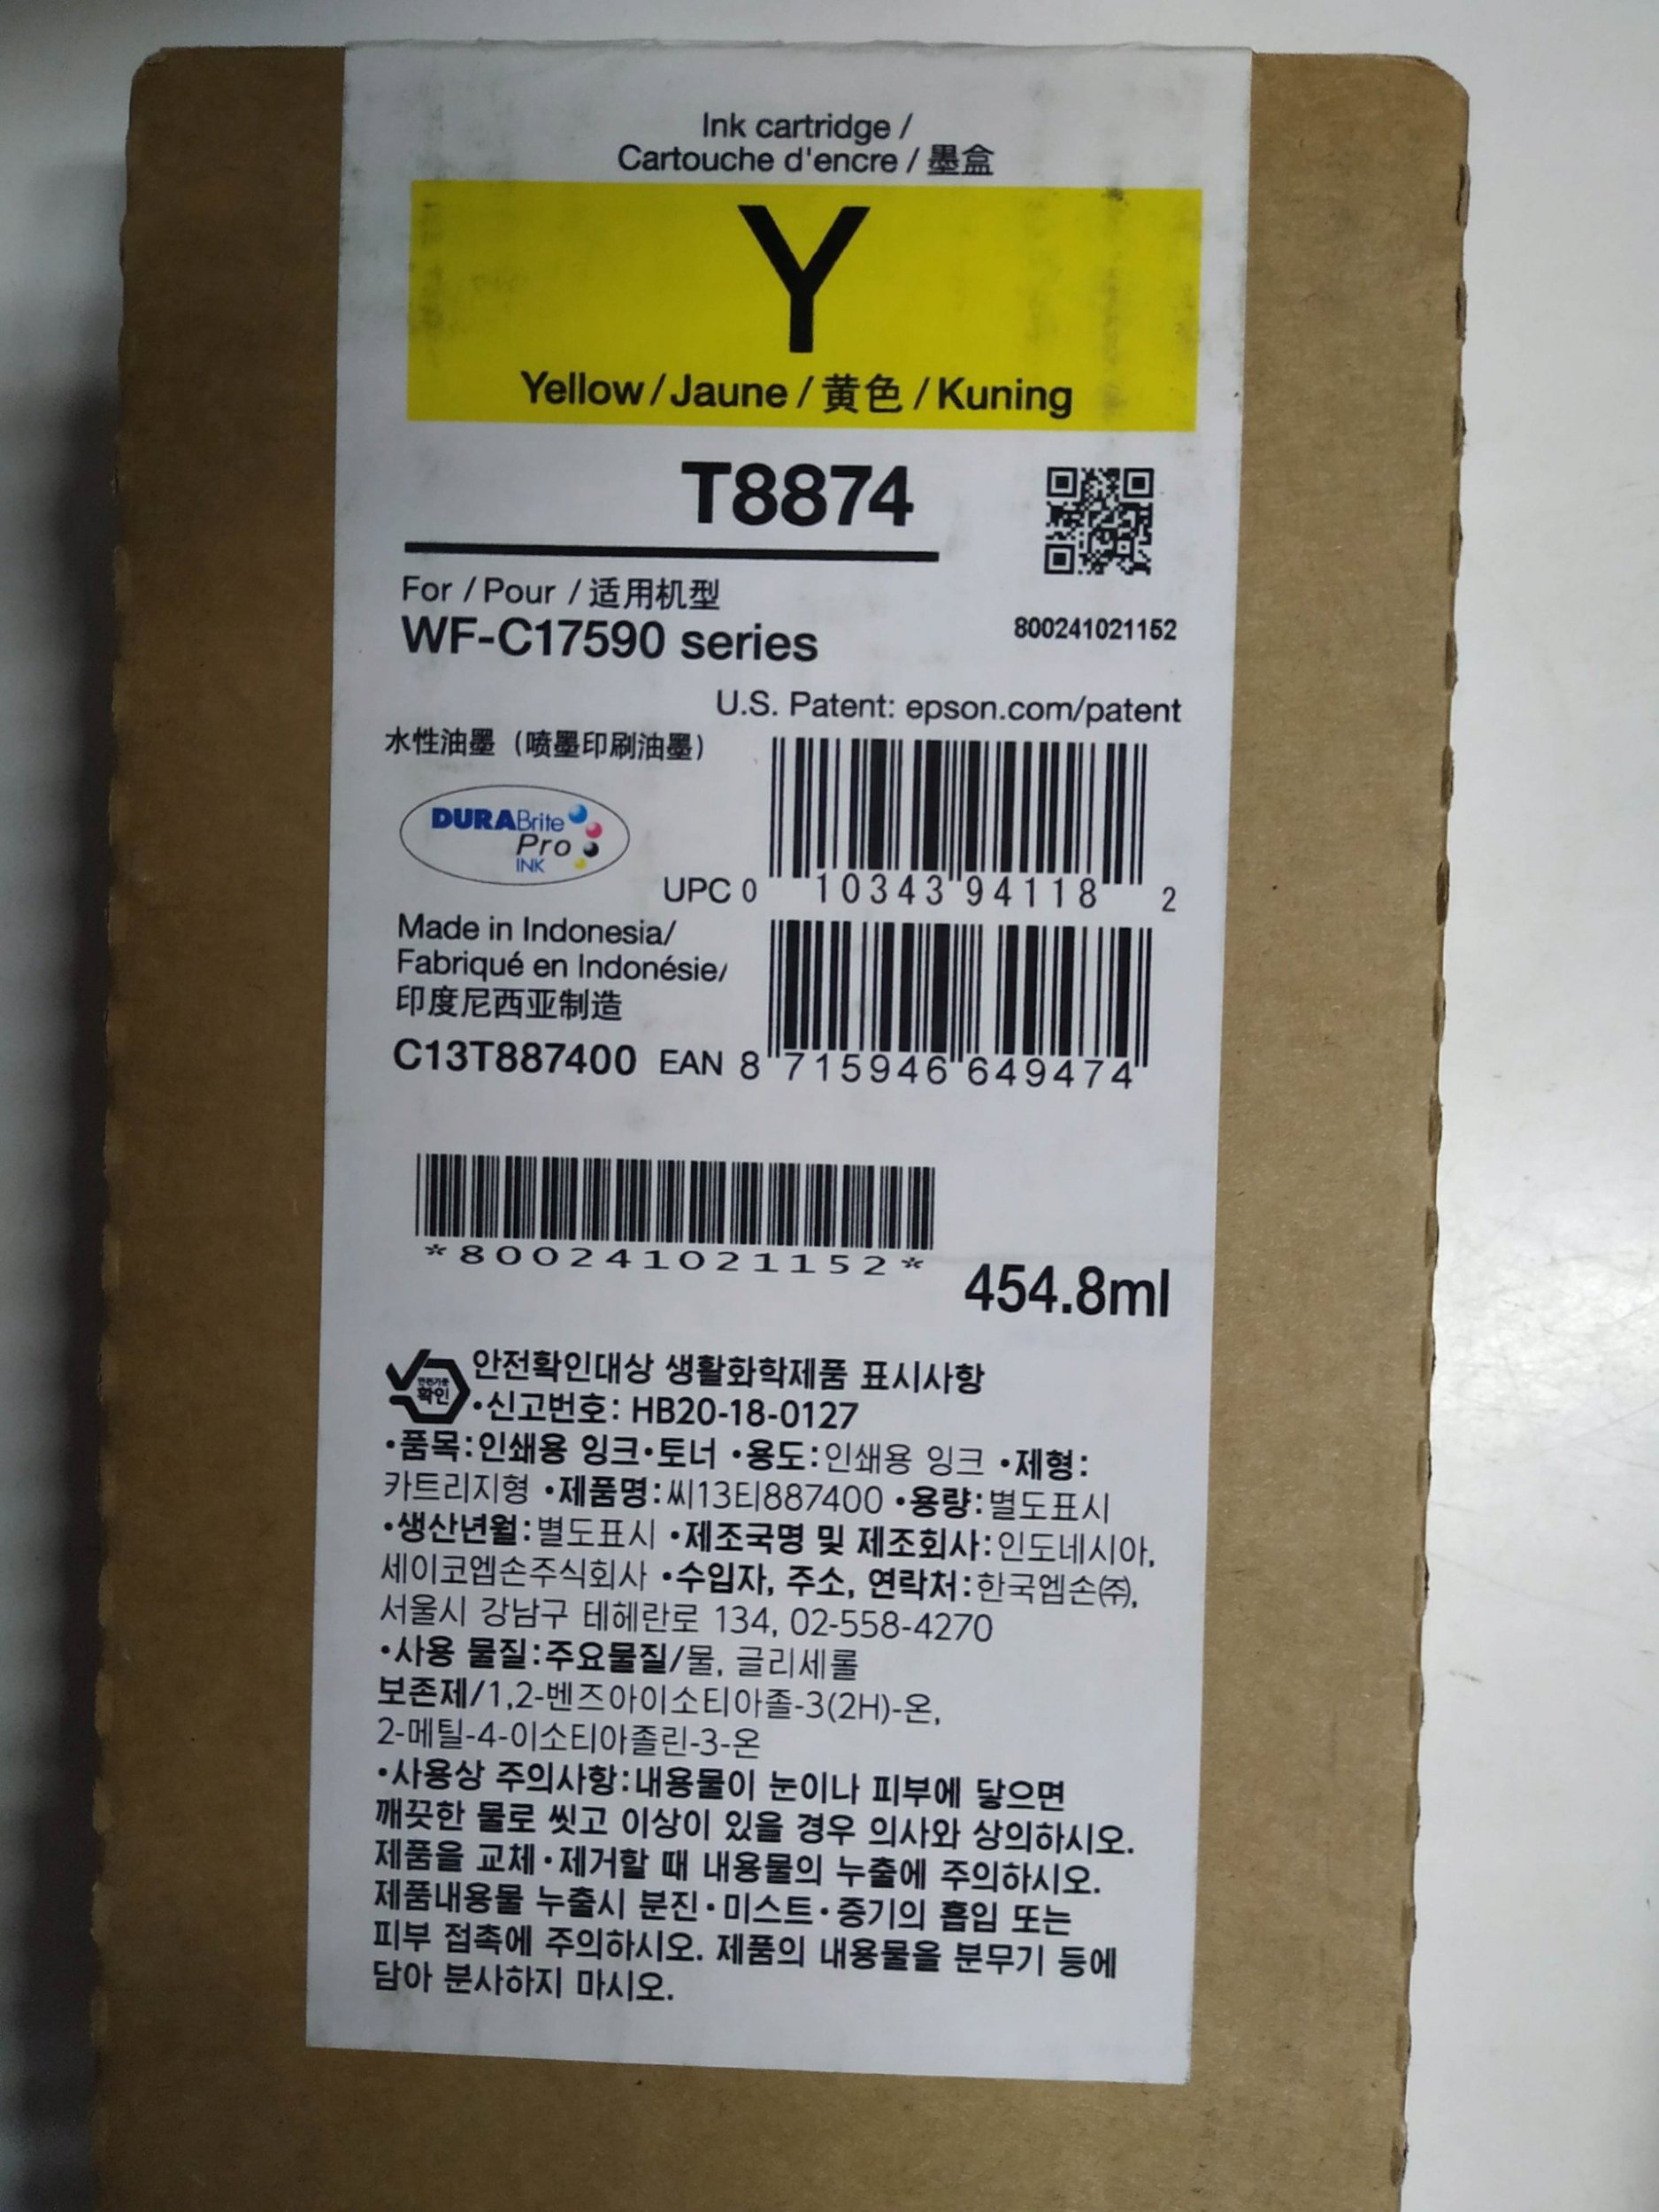 Ink cartridge /
Cartouche d'encre / 墨盒
Y
Yellow / Jaune / 黄色 / Kuning
T8874
For / Pour / 适用机型
WF-C17590 series
800241021152
U.S. Patent: epson.com/patent
水性油墨（喷墨印刷油墨）
DURABrite
Pro
INK
UPC 0 10343 94118 2
Made in Indonesia/
Fabriqué en Indonésie/
印度尼西亚制造
C13T887400 EAN 8 715946 649474
*800241021152*
454.8ml
안전기준
확인
안전확인대상 생활화학제품 표시사항
•신고번호: HB20-18-0127
•품목:인쇄용 잉크•토너 •용도:인쇄용 잉크 •제형:
카트리지형 •제품명:씨13티887400 •용량:별도표시
•생산년월:별도표시 •제조국명 및 제조회사:인도네시아,
세이코엡손주식회사 •수입자, 주소, 연락처:한국엡손㈜,
서울시 강남구 테헤란로 134, 02-558-4270
•사용 물질:주요물질/물, 글리세롤
보존제/1,2-벤즈아이소티아졸-3(2H)-온,
2-메틸-4-이소티아졸린-3-온
•사용상 주의사항:내용물이 눈이나 피부에 닿으면
깨끗한 물로 씻고 이상이 있을 경우 의사와 상의하시오.
제품을 교체•제거할 때 내용물의 누출에 주의하시오.
제품내용물 누출시 분진•미스트•증기의 흡입 또는
피부 접촉에 주의하시오. 제품의 내용물을 분무기 등에
담아 분사하지 마시오.